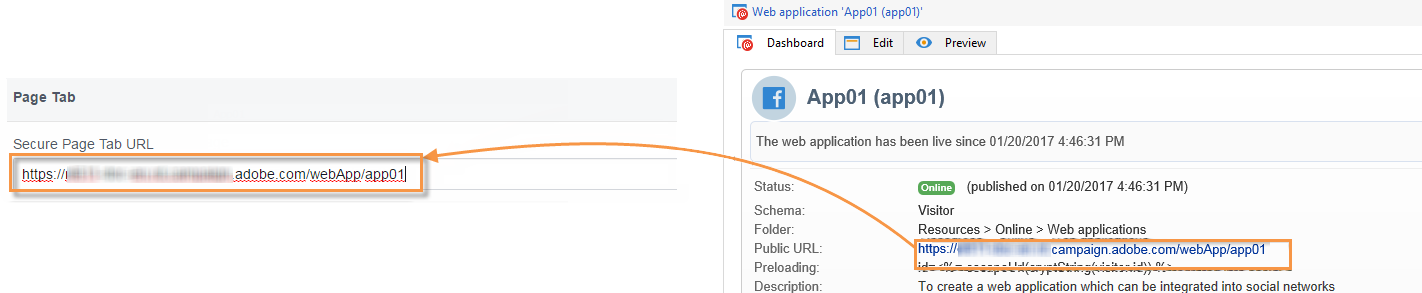 Page Tab
Secure Page Tab URL
https:// .adobe.com/webApp/app01
Web application 'App01 (app01)'
Dashboard Edit Preview
App01 (app01)
The web application has been live since 01/20/2017 4:46:31 PM
Status: Online (published on 01/20/2017 4:46:31 PM)
Schema: Visitor
Folder: Resources > Online > Web applications
Public URL: https:// campaign.adobe.com/webApp/app01
Preloading:
Description: To create a web application which can be integrated into social networks